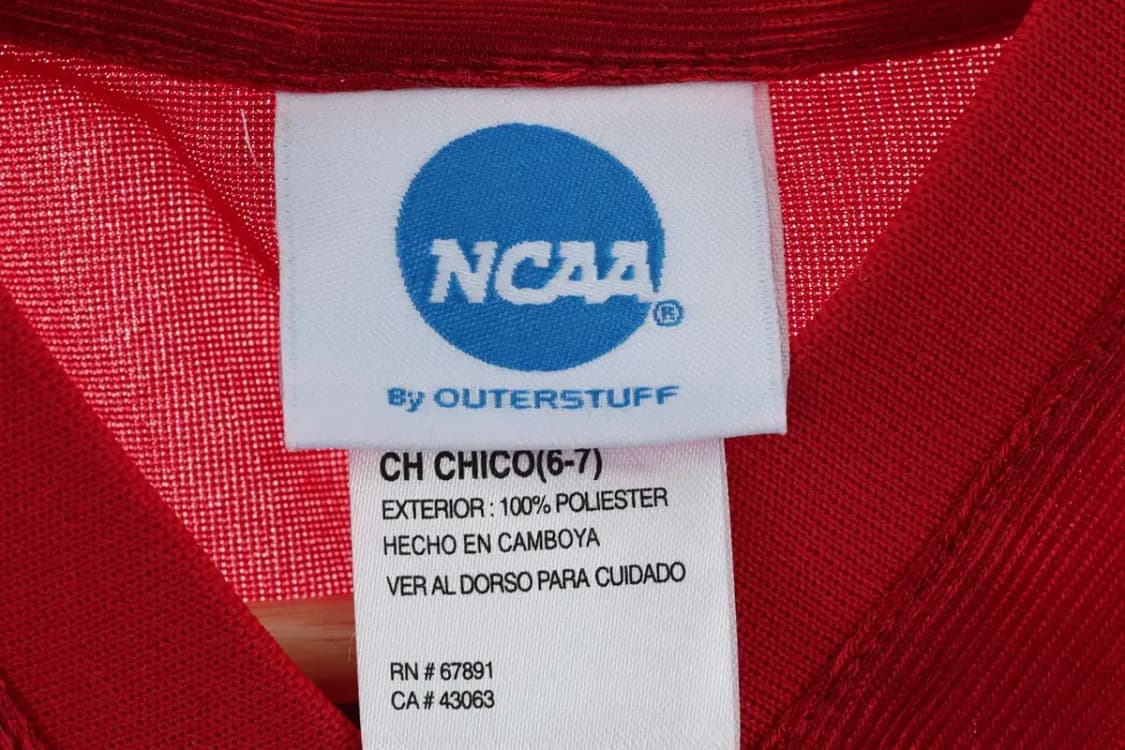 NCAA®
By OUTERSTUFF
CH CHICO(6-7)
EXTERIOR : 100% POLIESTER
HECHO EN CAMBOYA
VER AL DORSO PARA CUIDADO
RN # 67891
CA # 43063